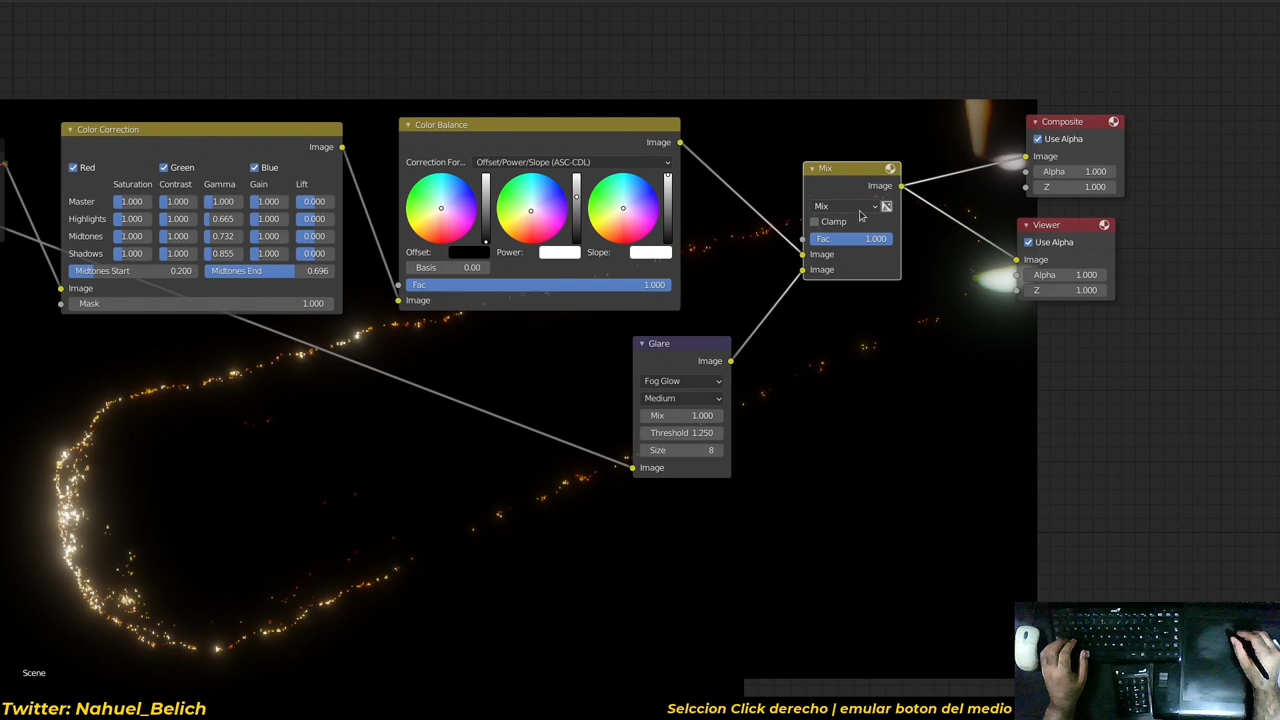 Color Correction
Image
Red Green Blue
Saturation Contrast Gamma Gain Lift
Master 1.000 1.000 1.000 1.000 0.000
Highlights 1.000 1.000 0.665 1.000 0.000
Midtones 1.000 1.000 0.732 1.000 0.000
Shadows 1.000 1.000 0.855 1.000 0.000
Midtones Start 0.200 Midtones End 0.696
Image
Mask 1.000
Color Balance
Image
Correction For... Offset/Power/Slope (ASC-CDL)
Offset: Power: Slope:
Basis 0.00
Fac 1.000
Image
Glare
Image
Fog Glow
Medium
Mix 1.000
Threshold 1.250
Size 8
Image
Mix
Image
Mix
Clamp
Fac 1.000
Image
Image
Composite
Use Alpha
Image
Alpha 1.000
Z 1.000
Viewer
Use Alpha
Image
Alpha 1.000
Z 1.000
Scene
Twitter: Nahuel_Belich
Selccion Click derecho | emular boton del medio